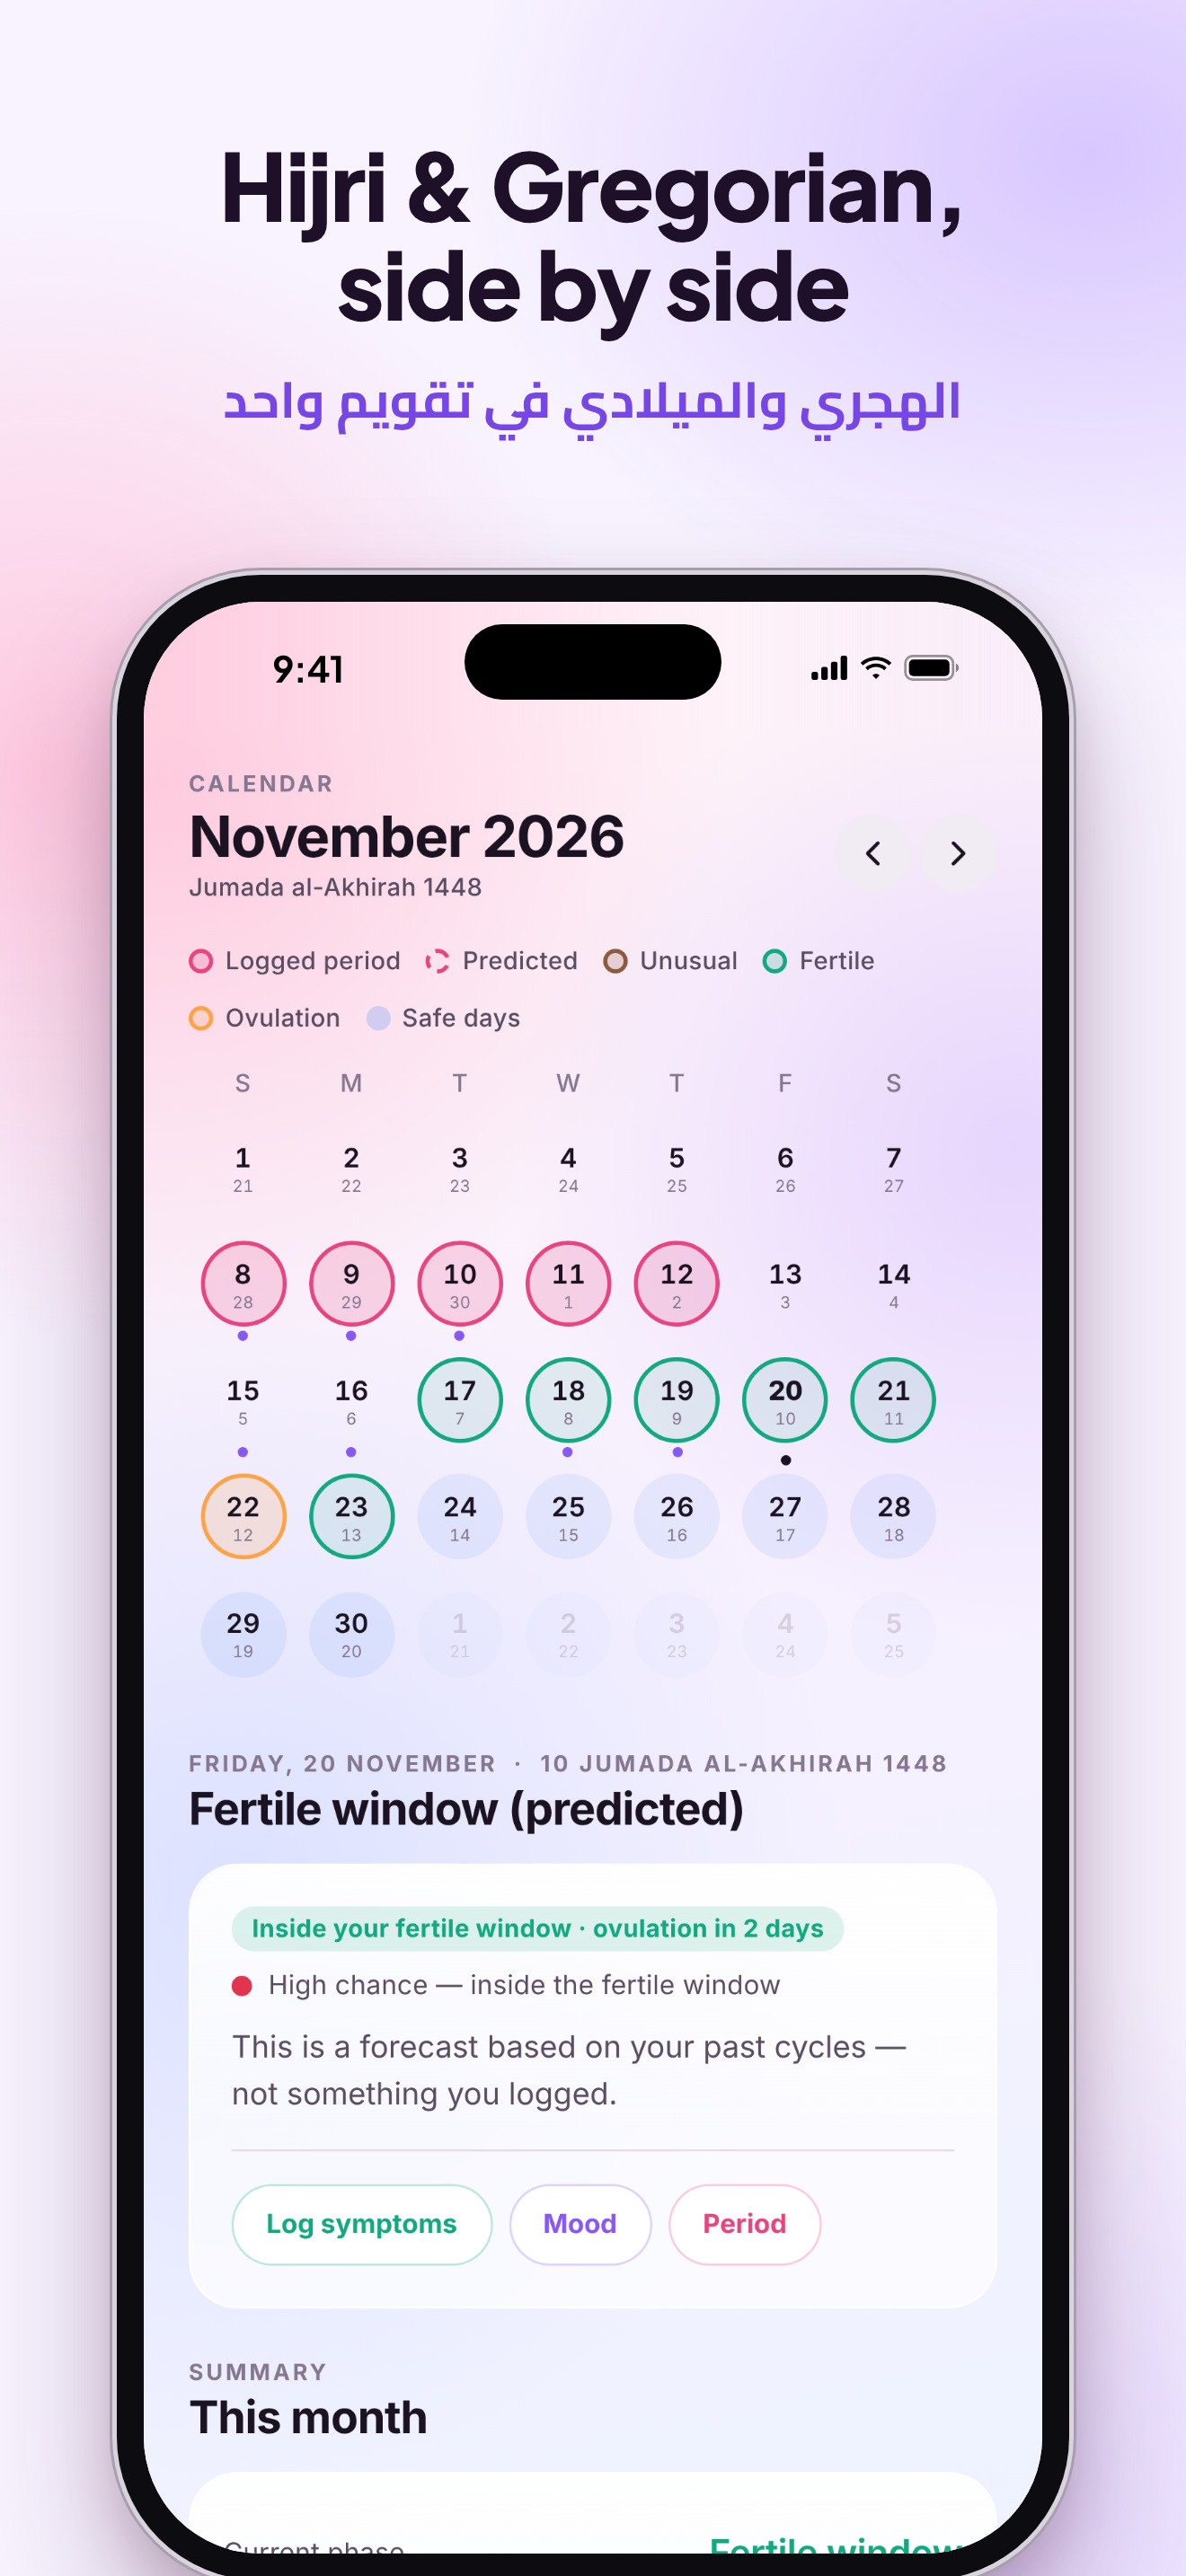 Hijri & Gregorian,
side by side
الهجري والميلادي في تقويم واحد
9:41
CALENDAR
November 2026
Jumada al-Akhirah 1448
Logged period Predicted Unusual Fertile
Ovulation Safe days
S M T W T F S
1 2 3 4 5 6 7
21 22 23 24 25 26 27
8 9 10 11 12 13 14
28 29 30 1 2 3 4
15 16 17 18 19 20 21
5 6 7 8 9 10 11
22 23 24 25 26 27 28
12 13 14 15 16 17 18
29 30 1 2 3 4 5
19 20 21 22 23 24 25
FRIDAY, 20 NOVEMBER · 10 JUMADA AL-AKHIRAH 1448
Fertile window (predicted)
Inside your fertile window · ovulation in 2 days
High chance — inside the fertile window
This is a forecast based on your past cycles —
not something you logged.
Log symptoms Mood Period
SUMMARY
This month
Current phase Fertile window